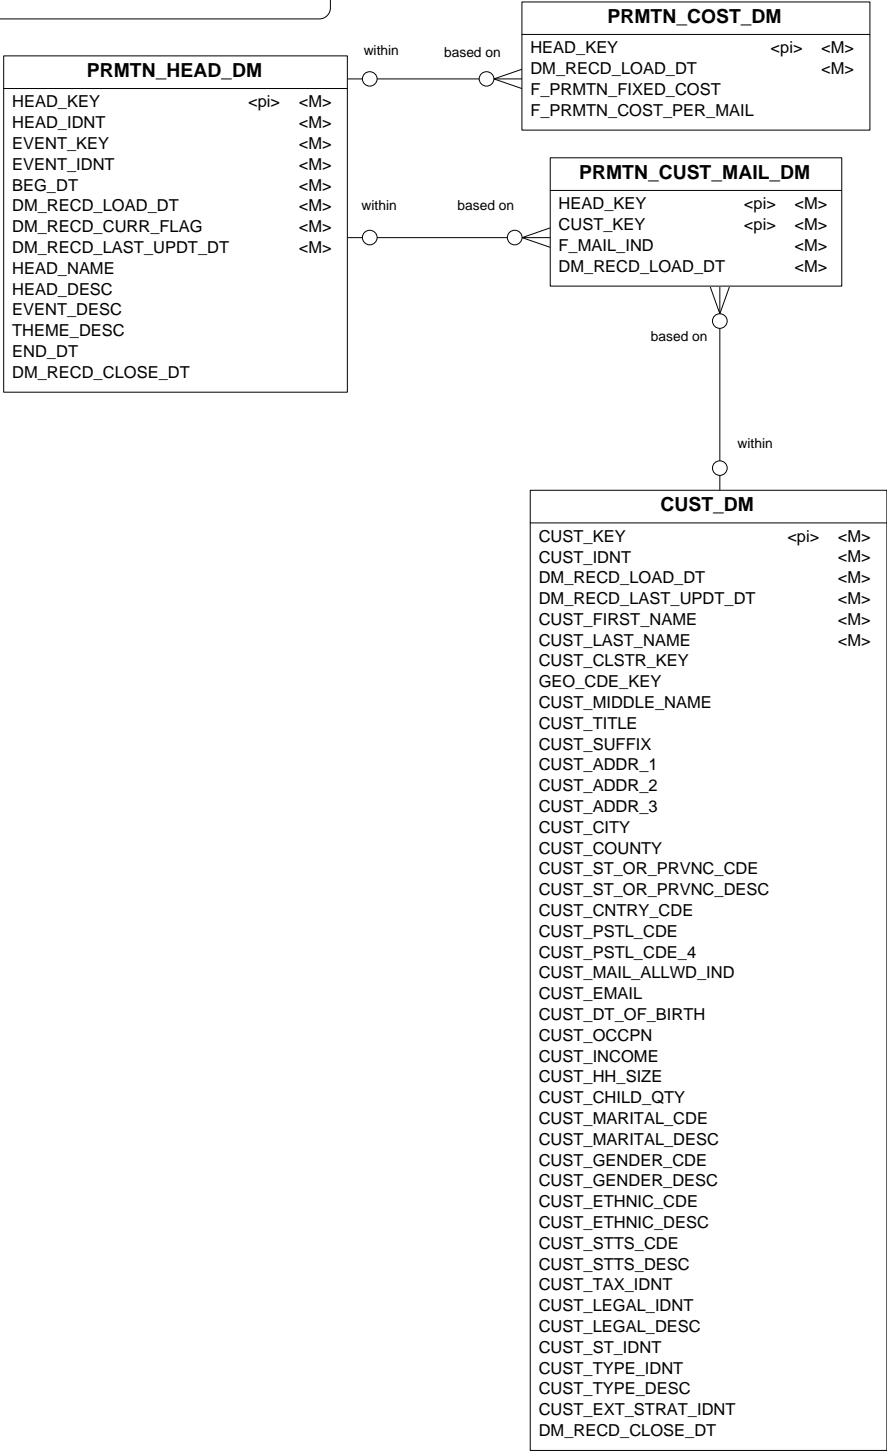 PRMTN_COST_DM
HEAD_KEY <pi> <M>
DM_RECD_LOAD_DT <M>
F_PRMTN_FIXED_COST
F_PRMTN_COST_PER_MAIL
within based on
PRMTN_HEAD_DM
HEAD_KEY <pi> <M>
HEAD_IDNT <M>
EVENT_KEY <M>
EVENT_IDNT <M>
BEG_DT <M>
DM_RECD_LOAD_DT <M>
DM_RECD_CURR_FLAG <M>
DM_RECD_LAST_UPDT_DT <M>
HEAD_NAME
HEAD_DESC
EVENT_DESC
THEME_DESC
END_DT
DM_RECD_CLOSE_DT
within based on
PRMTN_CUST_MAIL_DM
HEAD_KEY <pi> <M>
CUST_KEY <pi> <M>
F_MAIL_IND <M>
DM_RECD_LOAD_DT <M>
based on
within
CUST_DM
CUST_KEY <pi> <M>
CUST_IDNT <M>
DM_RECD_LOAD_DT <M>
DM_RECD_LAST_UPDT_DT <M>
CUST_FIRST_NAME <M>
CUST_LAST_NAME <M>
CUST_CLSTR_KEY
GEO_CDE_KEY
CUST_MIDDLE_NAME
CUST_TITLE
CUST_SUFFIX
CUST_ADDR_1
CUST_ADDR_2
CUST_ADDR_3
CUST_CITY
CUST_COUNTY
CUST_ST_OR_PRVNC_CDE
CUST_ST_OR_PRVNC_DESC
CUST_CNTRY_CDE
CUST_PSTL_CDE
CUST_PSTL_CDE_4
CUST_MAIL_ALLWD_IND
CUST_EMAIL
CUST_DT_OF_BIRTH
CUST_OCCPN
CUST_INCOME
CUST_HH_SIZE
CUST_CHILD_QTY
CUST_MARITAL_CDE
CUST_MARITAL_DESC
CUST_GENDER_CDE
CUST_GENDER_DESC
CUST_ETHNIC_CDE
CUST_ETHNIC_DESC
CUST_STTS_CDE
CUST_STTS_DESC
CUST_TAX_IDNT
CUST_LEGAL_IDNT
CUST_LEGAL_DESC
CUST_ST_IDNT
CUST_TYPE_IDNT
CUST_TYPE_DESC
CUST_EXT_STRAT_IDNT
DM_RECD_CLOSE_DT